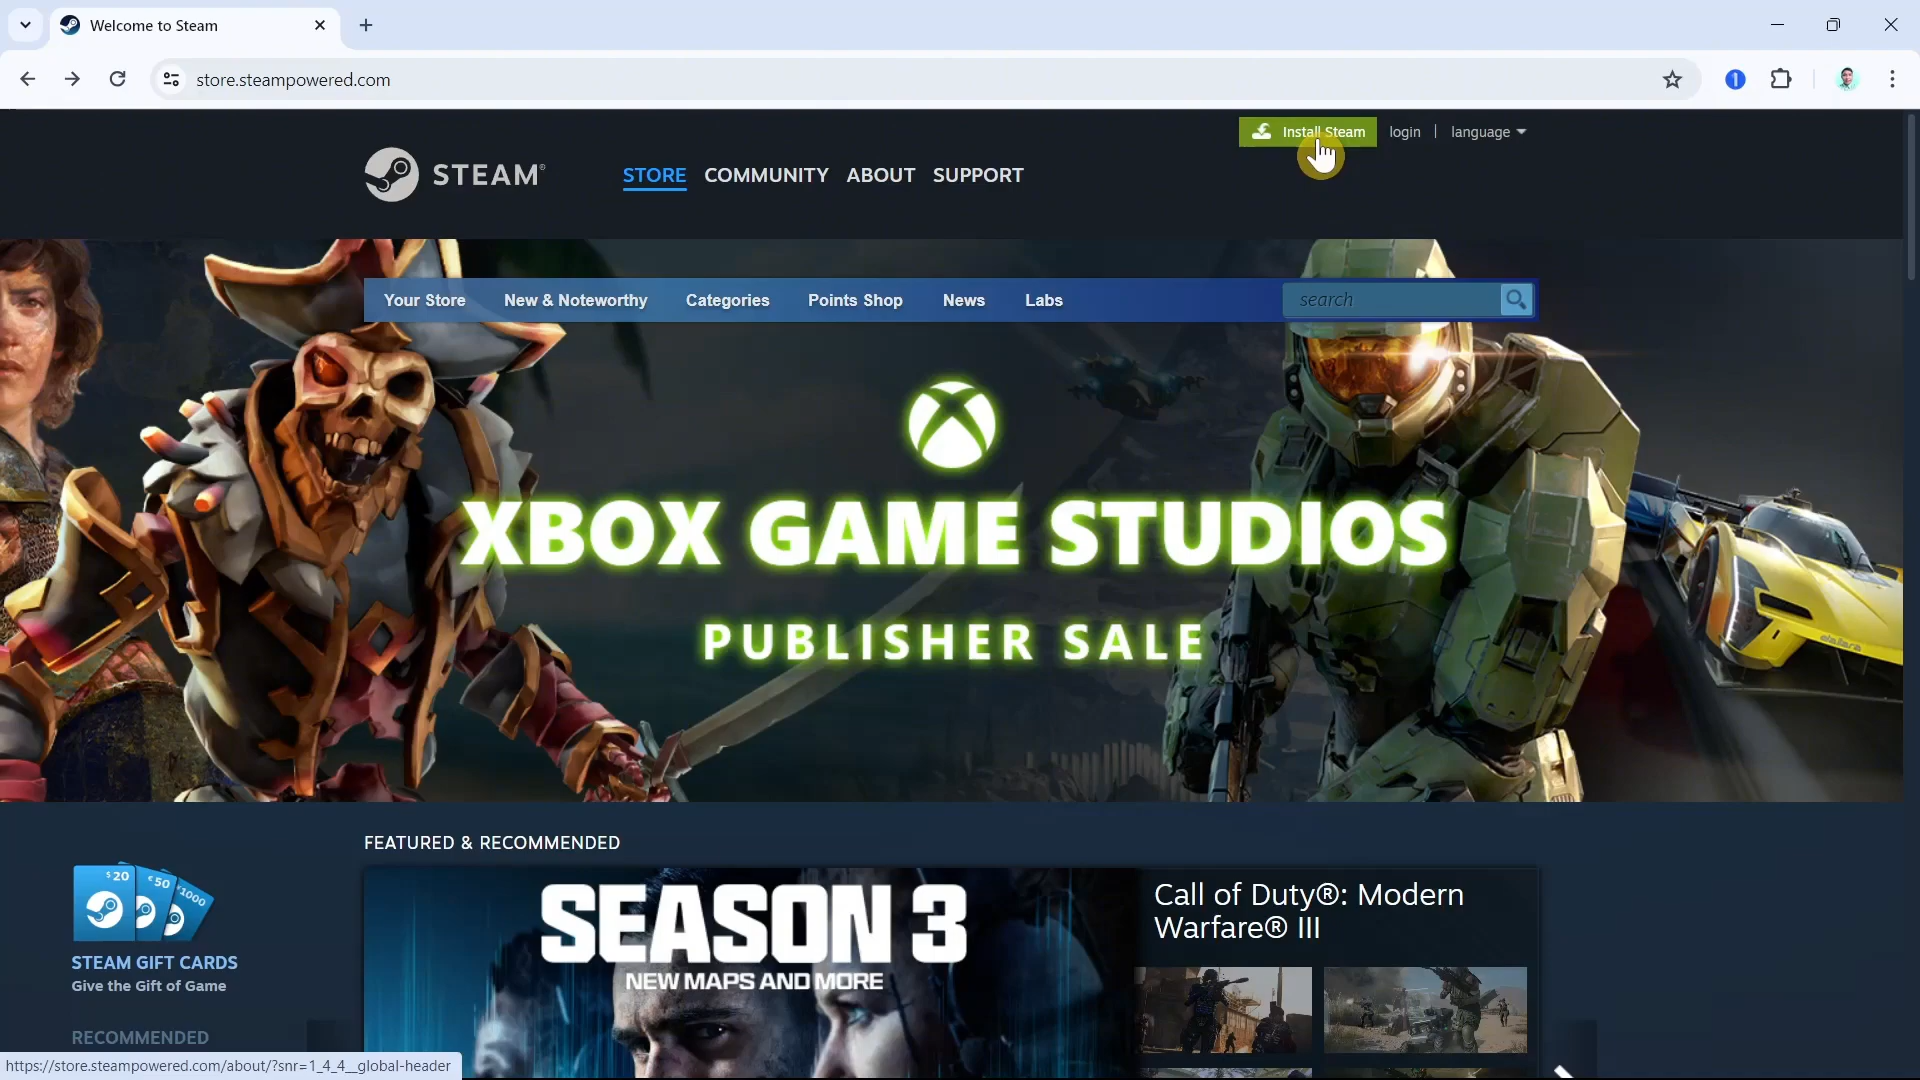 Welcome to Steam
store.steampowered.com
Install Steam login | language
STEAM®
STORE COMMUNITY ABOUT SUPPORT
Your Store New & Noteworthy Categories Points Shop News Labs
search
XBOX GAME STUDIOS
PUBLISHER SALE
FEATURED & RECOMMENDED
$20 €50 ¥1000
STEAM GIFT CARDS
Give the Gift of Game
RECOMMENDED
SEASON 3
NEW MAPS AND MORE
Call of Duty®: Modern
Warfare® III
https://store.steampowered.com/about/?snr=1_4_4__global-header